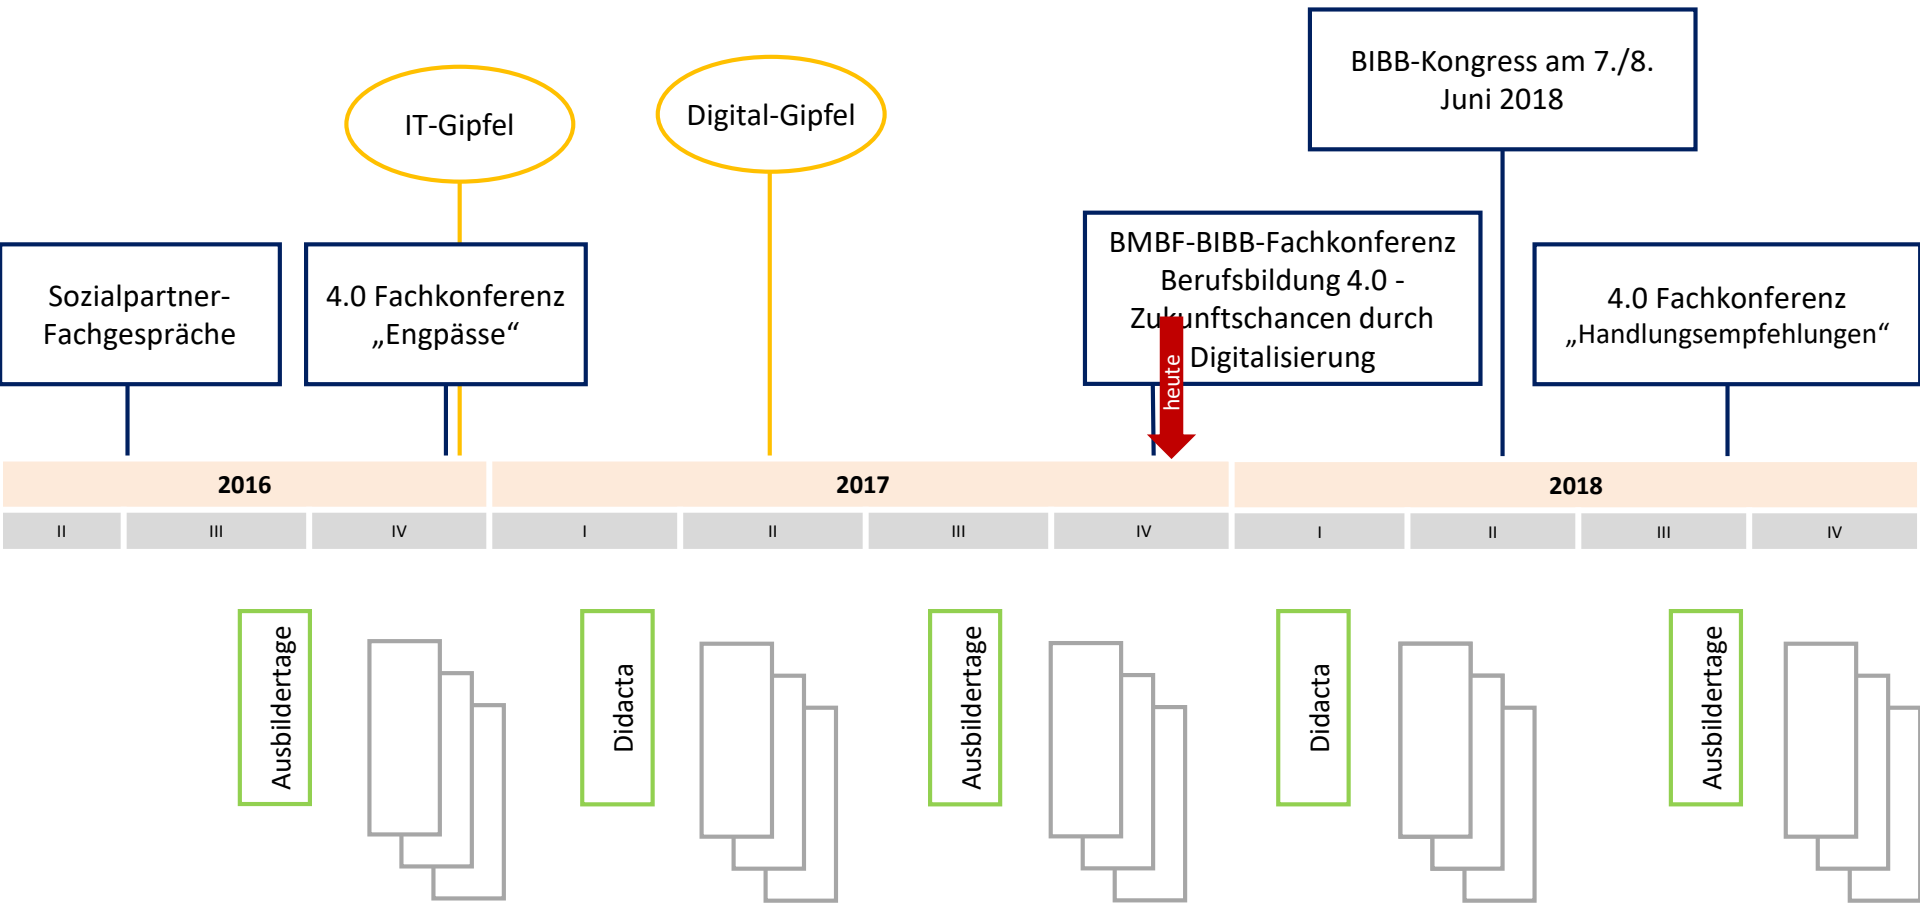 BIBB-Kongress am 7./8.
Juni 2018
IT-Gipfel
Digital-Gipfel
Sozialpartner-
Fachgespräche
4.0 Fachkonferenz
„Engpässe“
BMBF-BIBB-Fachkonferenz
Berufsbildung 4.0 -
Zukunftschancen durch
Digitalisierung
heute
4.0 Fachkonferenz
„Handlungsempfehlungen“
2016
2017
2018
II
III
IV
I
II
III
IV
I
II
III
IV
Ausbildertage
Didacta
Ausbildertage
Didacta
Ausbildertage